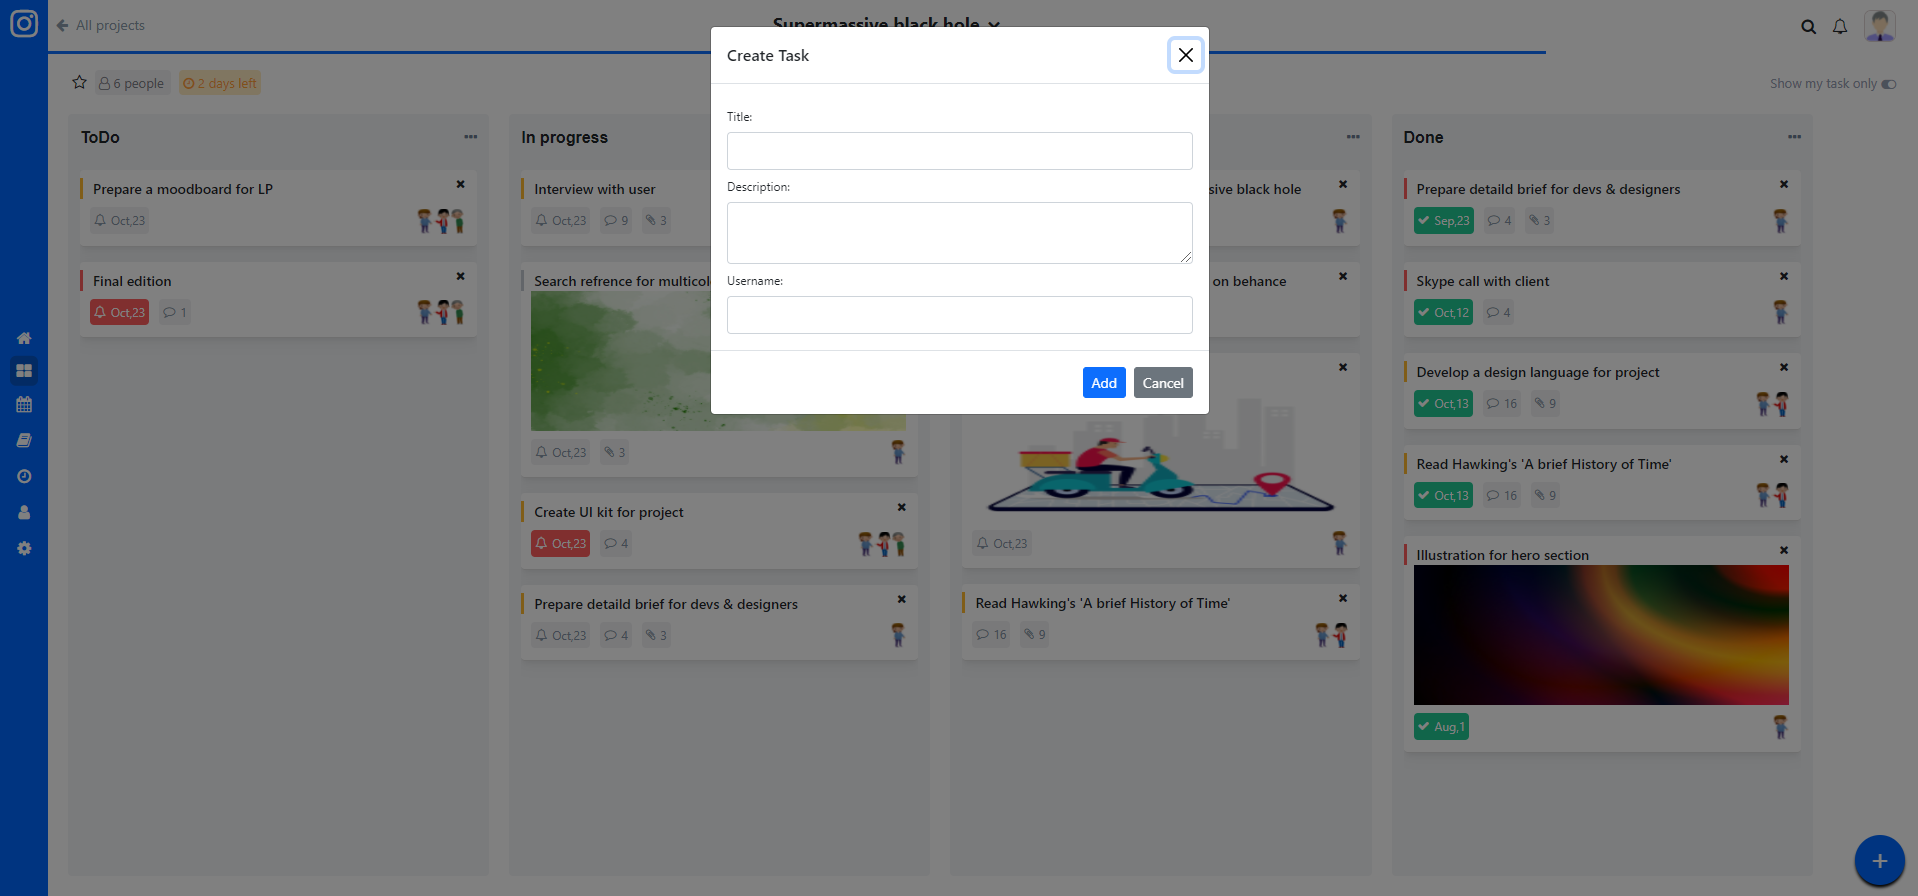 All projects
Supermassive black hole
6 people
2 days left
Show my task only
Create Task
Title:
Description:
Username:
Add
Cancel
ToDo
Prepare a moodboard for LP
Oct,23
Final edition
Oct,23
1
In progress
Interview with user
Oct,23
9
3
Search refrence for
Oct,23
3
Create UI kit for project
Oct,23
4
Prepare detaild brief for devs & designers
Oct,23
4
3
black hole
on behance
Oct,23
Read Hawking's 'A brief History of Time'
16
9
Done
Prepare detaild brief for devs & designers
Sep,23
4
3
Skype call with client
Oct,12
4
Develop a design language for project
Oct,13
16
9
Read Hawking's 'A brief History of Time'
Oct,13
16
9
Illustration for hero section
Aug,1